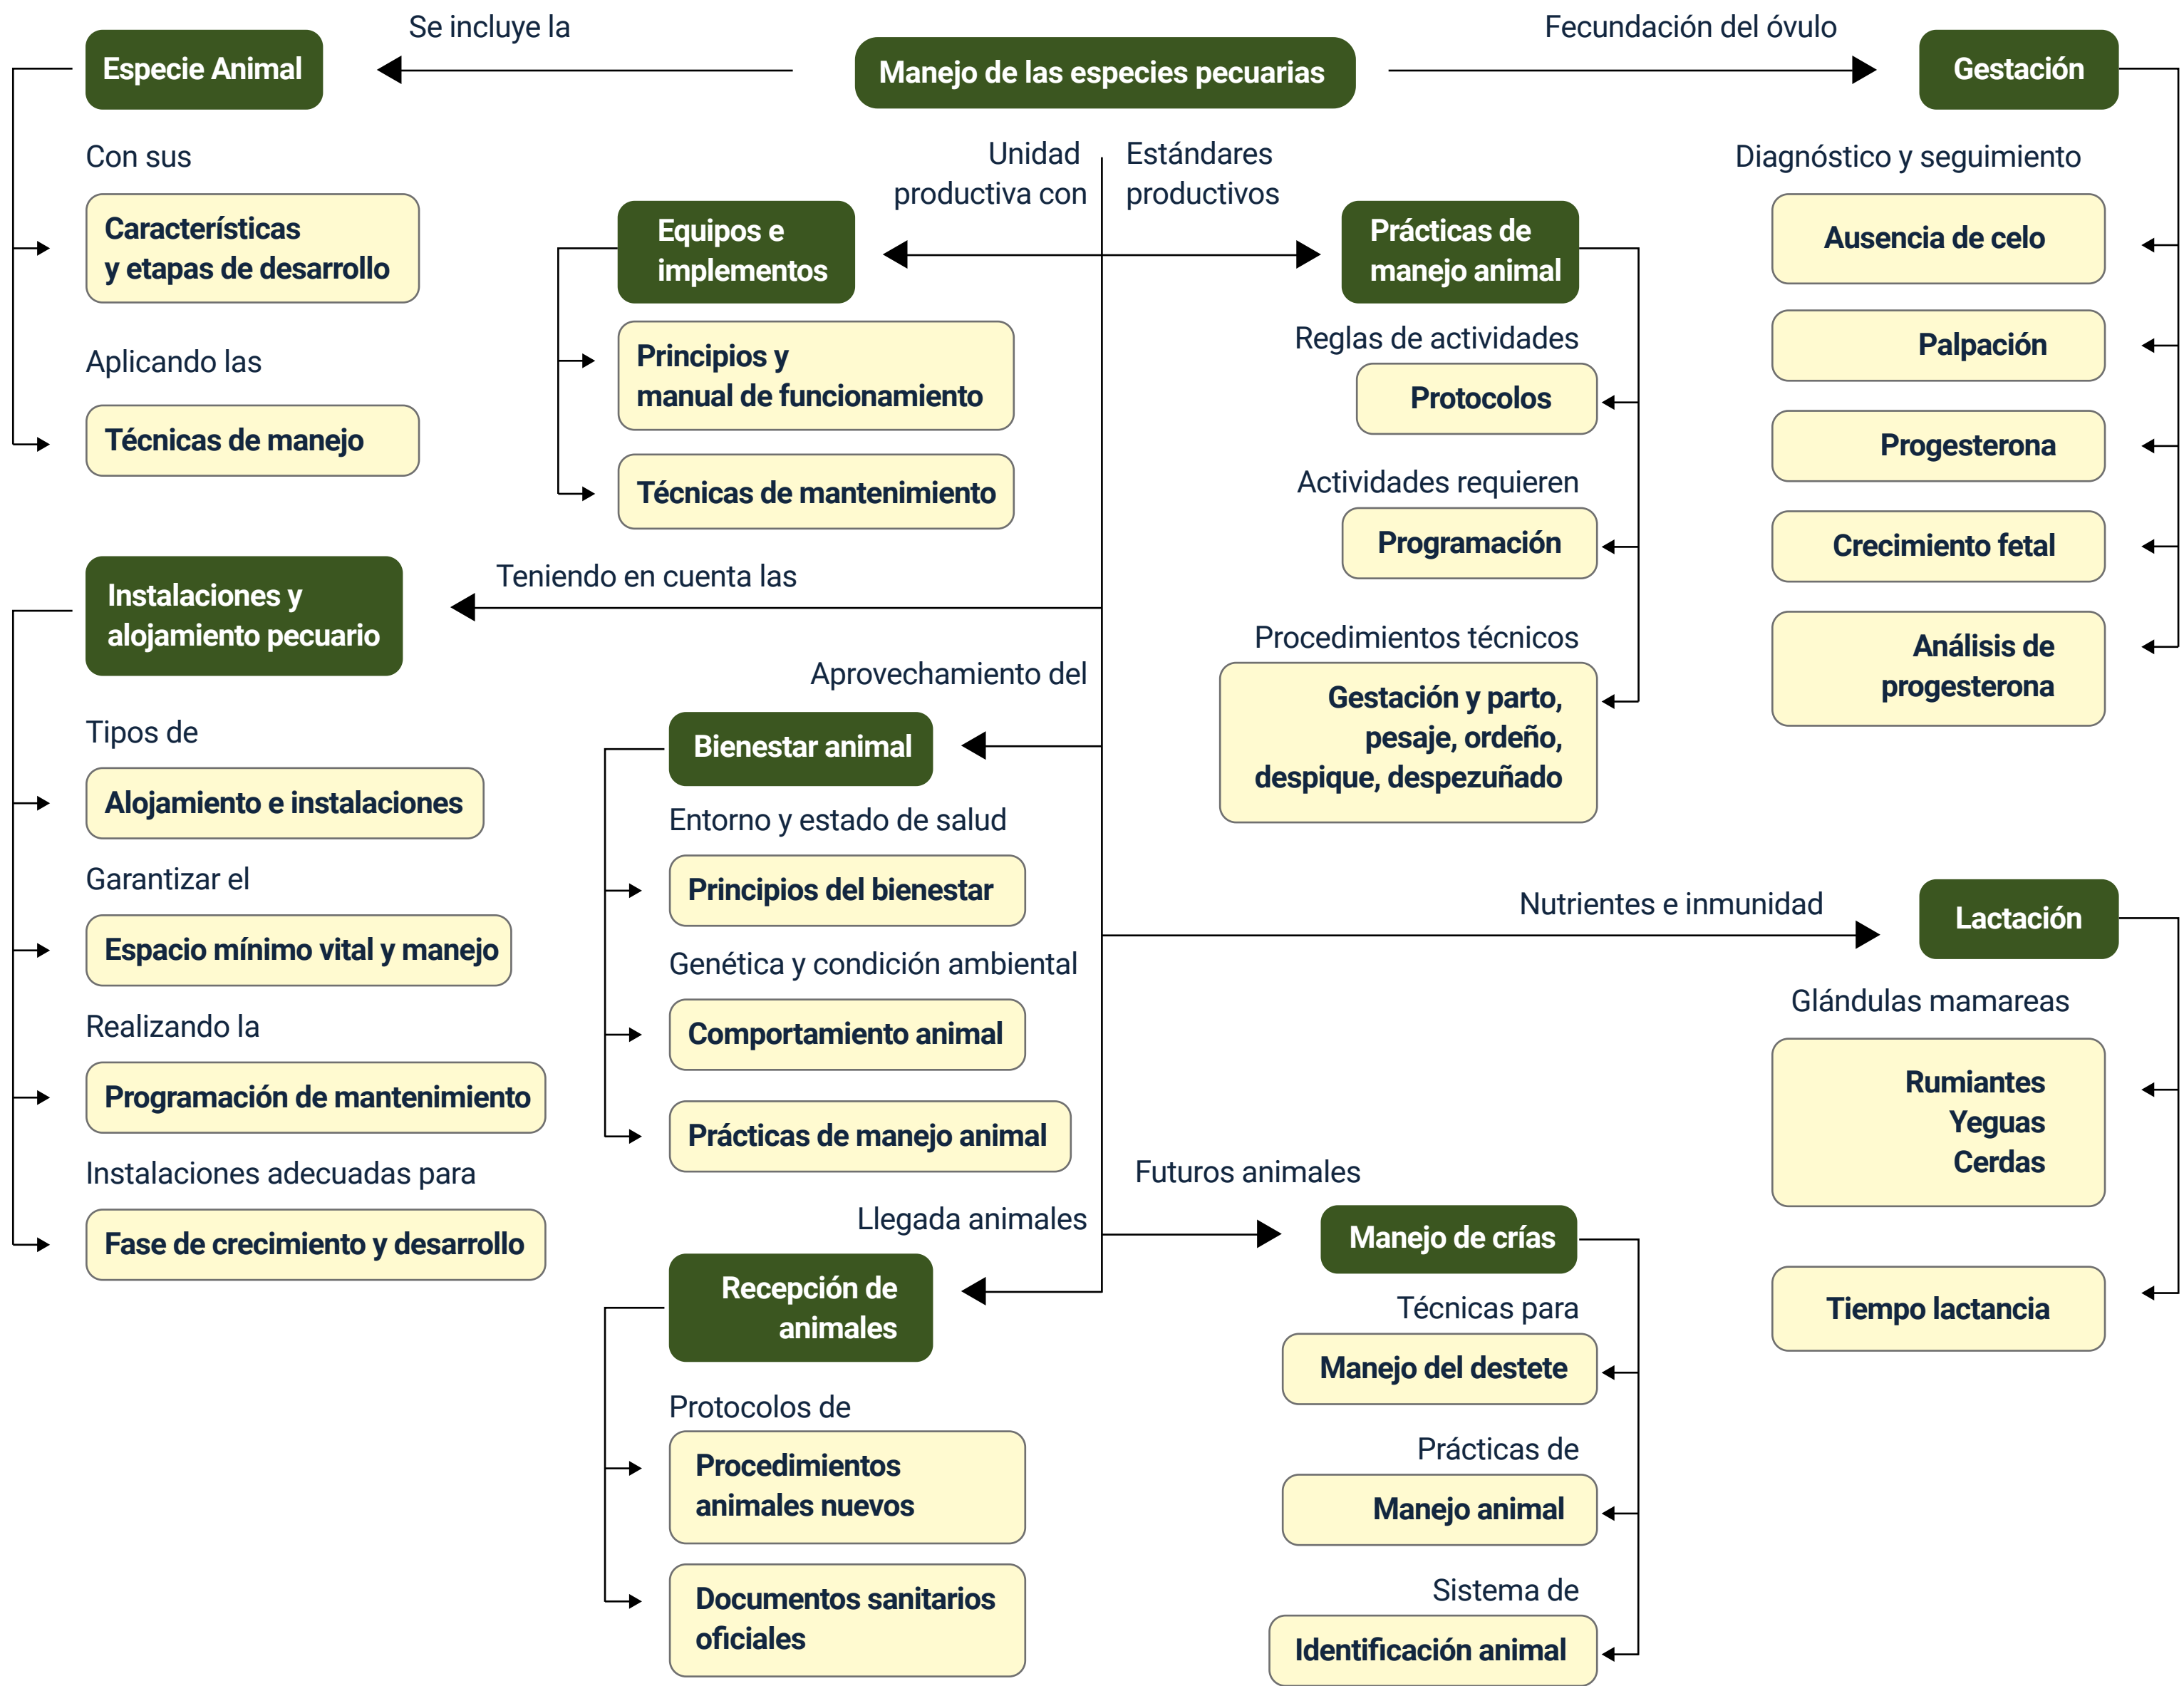 Se incluye la
Fecundación del óvulo
Especie Animal
Manejo de las especies pecuarias
Gestación
Con sus
Características
y etapas de desarrollo
Aplicando las
Técnicas de manejo
Unidad
productiva con
Estándares
productivos
Equipos e
implementos
Principios y
manual de funcionamiento
Técnicas de mantenimiento
Prácticas de
manejo animal
Reglas de actividades
Protocolos
Actividades requieren
Programación
Procedimientos técnicos
Gestación y parto,
pesaje, ordeño,
despique, despezuñado
Diagnóstico y seguimiento
Ausencia de celo
Palpación
Progesterona
Crecimiento fetal
Análisis de
progesterona
Teniendo en cuenta las
Instalaciones y
alojamiento pecuario
Tipos de
Alojamiento e instalaciones
Garantizar el
Espacio mínimo vital y manejo
Realizando la
Programación de mantenimiento
Instalaciones adecuadas para
Fase de crecimiento y desarrollo
Aprovechamiento del
Bienestar animal
Entorno y estado de salud
Principios del bienestar
Genética y condición ambiental
Comportamiento animal
Prácticas de manejo animal
Nutrientes e inmunidad
Lactación
Glándulas mamareas
Rumiantes
Yeguas
Cerdas
Tiempo lactancia
Llegada animales
Recepción de
animales
Protocolos de
Procedimientos
animales nuevos
Documentos sanitarios
oficiales
Futuros animales
Manejo de crías
Técnicas para
Manejo del destete
Prácticas de
Manejo animal
Sistema de
Identificación animal